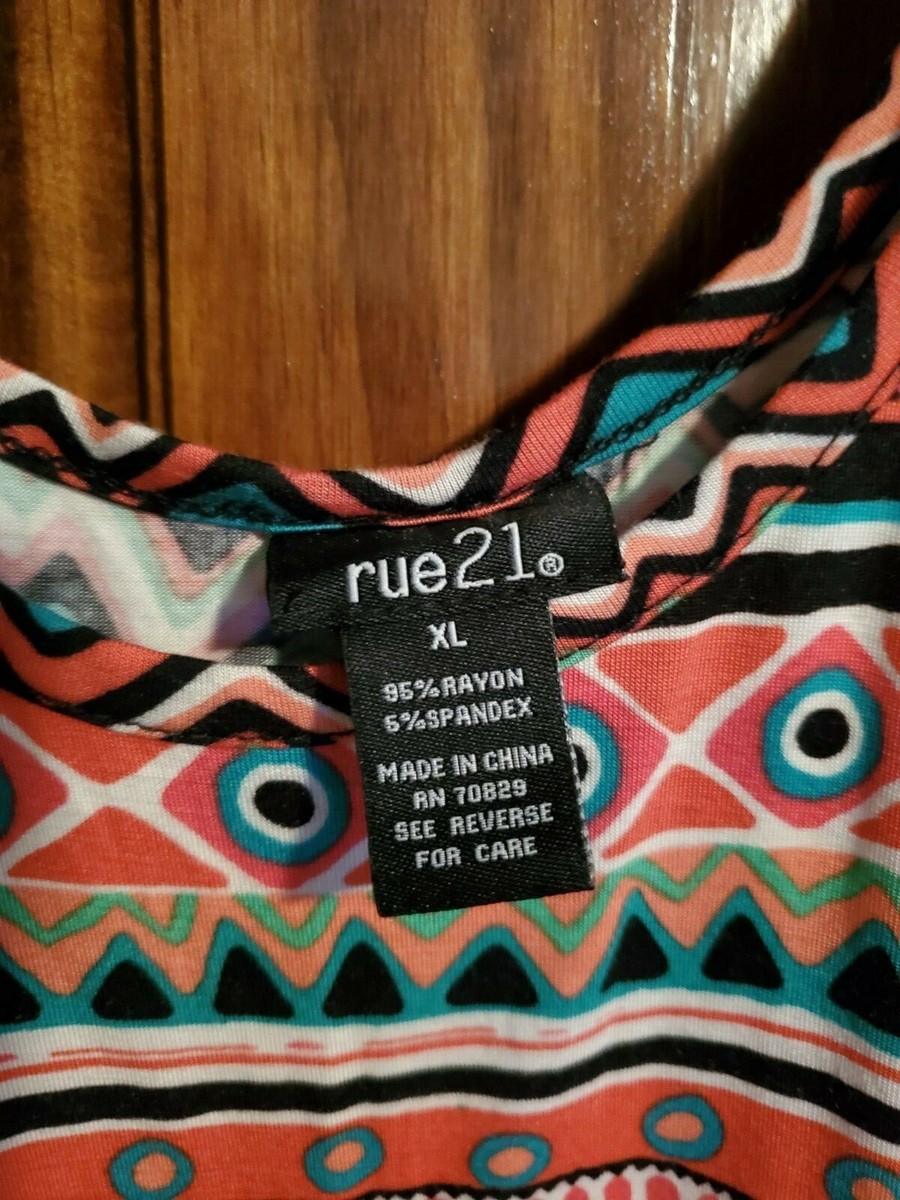 rue21®
XL
95%RAYON
5%SPANDEX
MADE IN CHINA
RN 70829
SEE REVERSE
FOR CARE